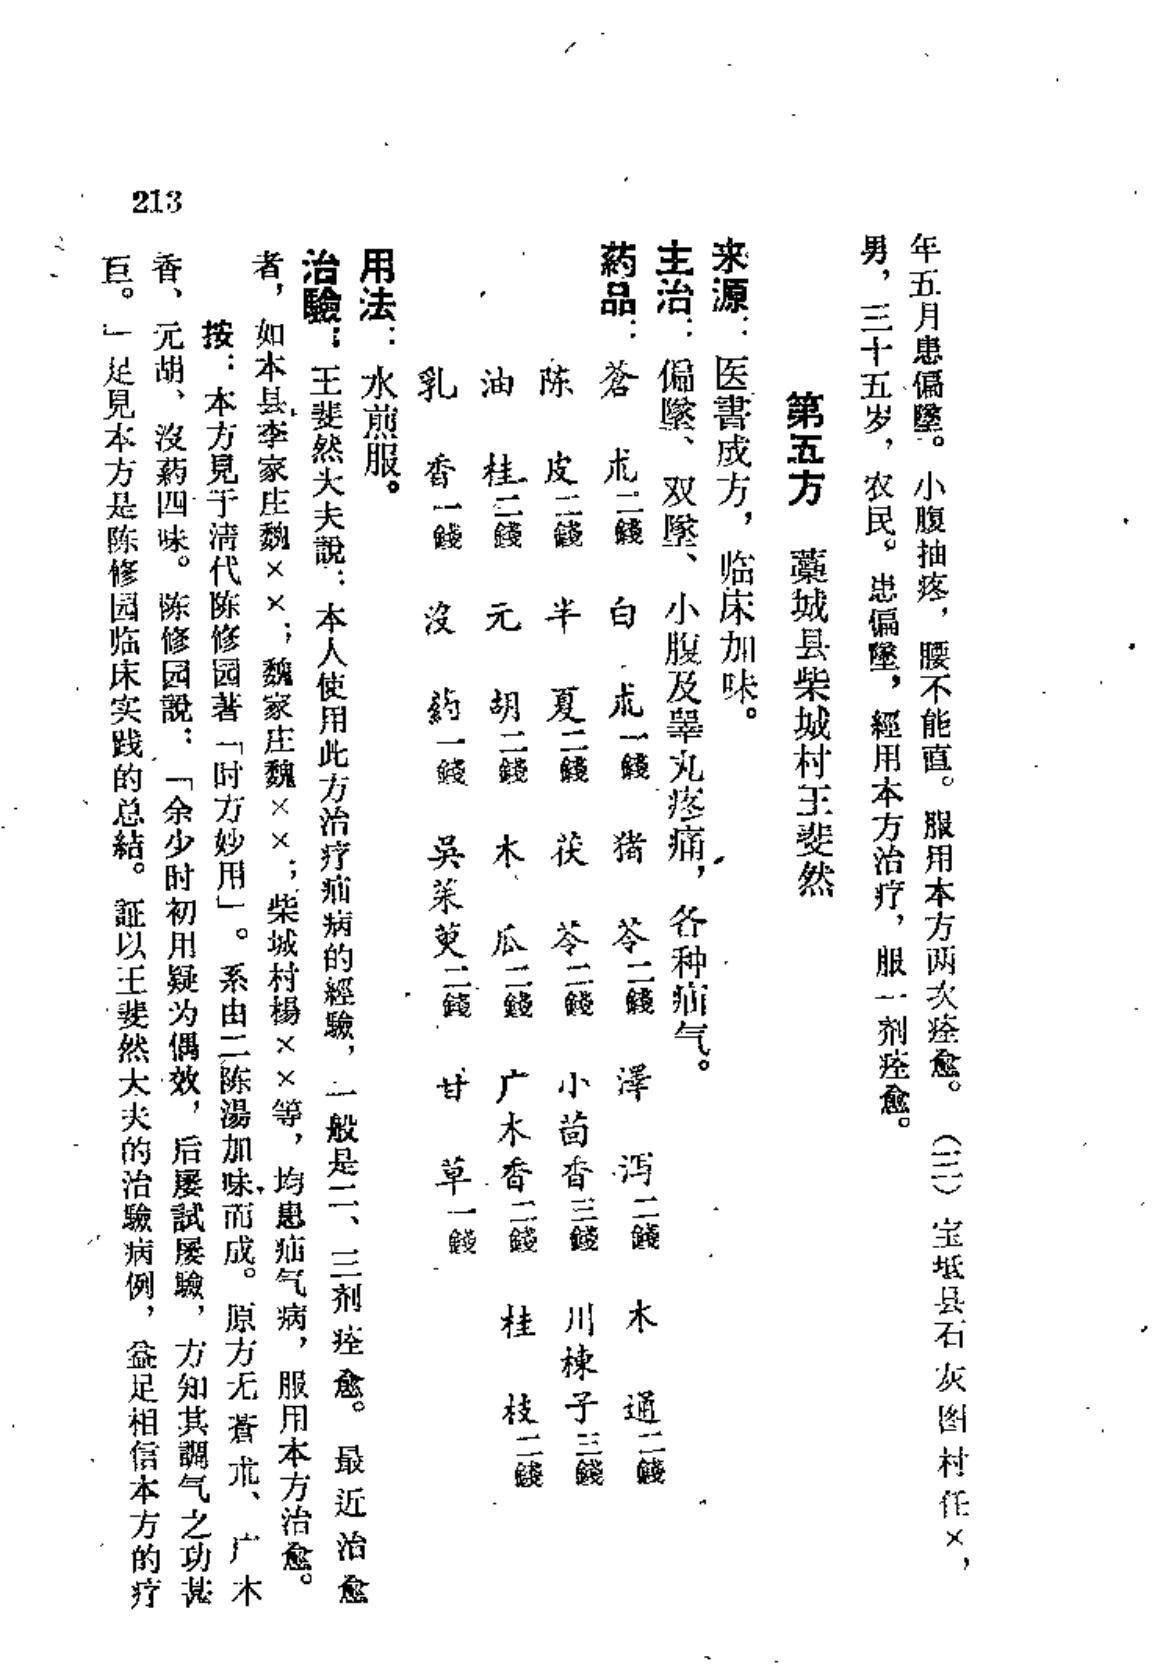 年五月患偏墜。小腹抽疼，腰不能直。服用本方两次痊愈。（三）宝坻县石灰图村任×，
男，三十五岁，农民。患偏墜，經用本方治疗，服一剂痊愈。
第五方　藁城县柴城村王斐然
来源：医書成方，临床加味。
主治：偏墜、双墜、小腹及睾丸疼痛，各种疝气。
药品：蒼朮二錢　白朮一錢　猪苓二錢　澤泻二錢　木通二錢
陈皮二錢　半夏二錢　茯苓二錢　小茴香三錢　川楝子三錢
油桂二錢　元胡二錢　木瓜二錢　广木香二錢　桂枝二錢
乳香一錢　沒药一錢　吳茱萸二錢　甘草一錢
用法：水煎服。
治驗：王斐然大夫說：本人使用此方治疗疝病的經驗，一般是二、三剂痊愈。最近治愈
者，如本县李家庄魏××；魏家庄魏××；柴城村楊××等，均患疝气病，服用本方治愈。
按：本方見于清代陈修园著「时方妙用」。系由二陈湯加味而成。原方无蒼朮、广木
香、元胡、沒药四味。陈修园說：「余少时初用疑为偶效，后屡試屡驗，方知其調气之功甚
巨。」足見本方是陈修园临床实践的总結。証以王斐然大夫的治驗病例，益足相信本方的疗
213